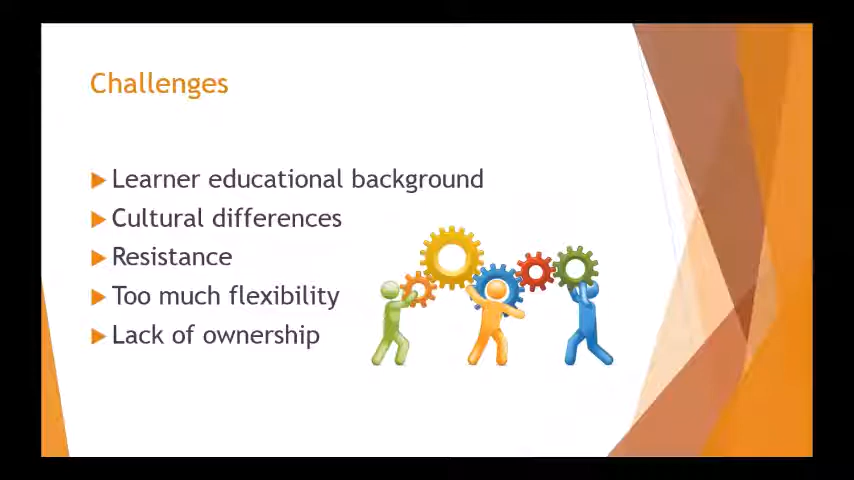 Challenges
Learner educational background
Cultural differences
Resistance
Too much flexibility
Lack of ownership